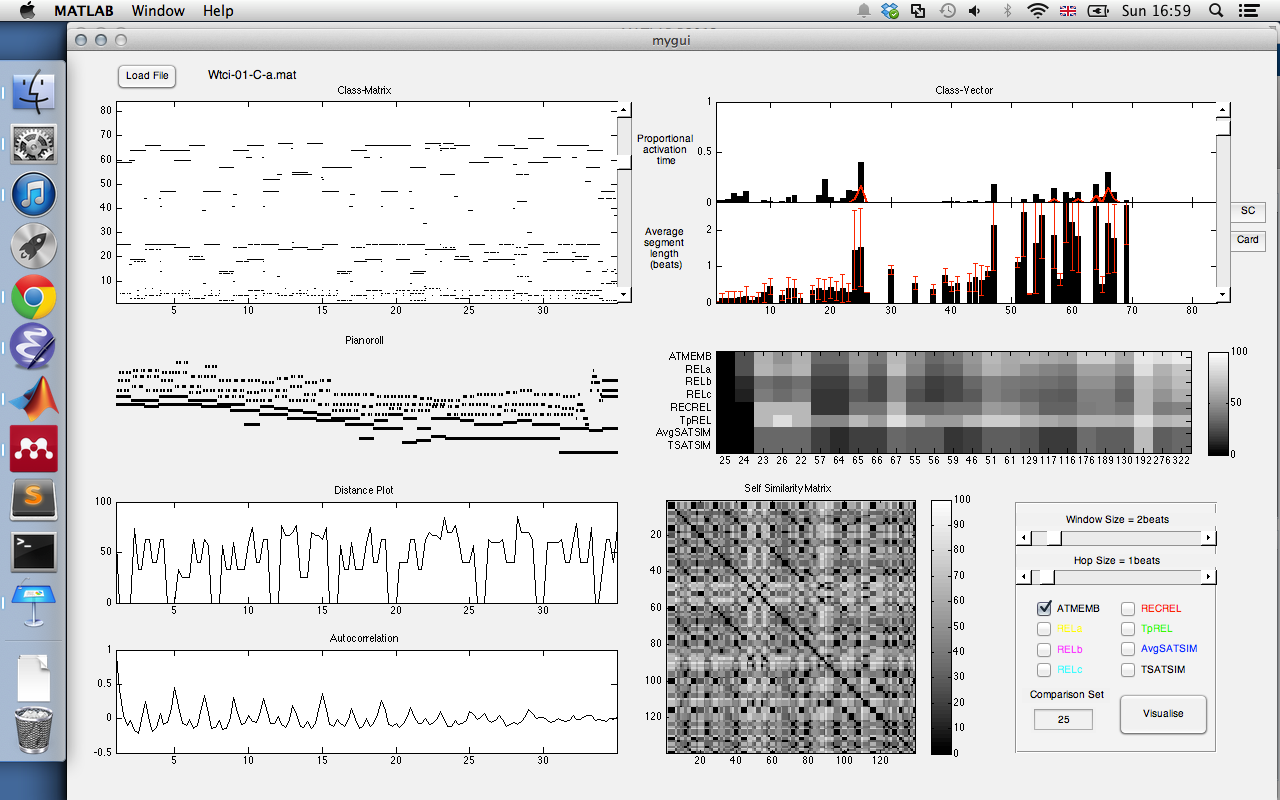 MATLAB Window Help Sun 16:59
mygui
Load File Wtci-01-C-a.mat
Class-Matrix
80
70
60
50
40
30
20
10
5 10 15 20 25 30
Class-Vector
Proportional
activation
time
1
0.5
0
Average
segment
length
(beats)
2
1
0
10 20 30 40 50 60 70 80
SC
Card
Pianoroll
ATMEMB
RELa
RELb
RELc
RECREL
TpREL
AvgSATSIM
TSATSIM
25 24 23 26 22 57 64 65 66 67 55 56 59 46 51 61 129 117 116 176 189 130 192 276 322
100
50
0
Distance Plot
100
50
0
5 10 15 20 25 30
Autocorrelation
1
0.5
0
-0.5
5 10 15 20 25 30
Self SimilarityMatrix
20
40
60
80
100
120
20 40 60 80 100 120
100
90
80
70
60
50
40
30
20
10
0
Window Size = 2beats
Hop Size = 1beats
ATMEMB RECREL
RELa TpREL
RELb AvgSATSIM
RELc TSATSIM
Comparison Set
25
Visualise